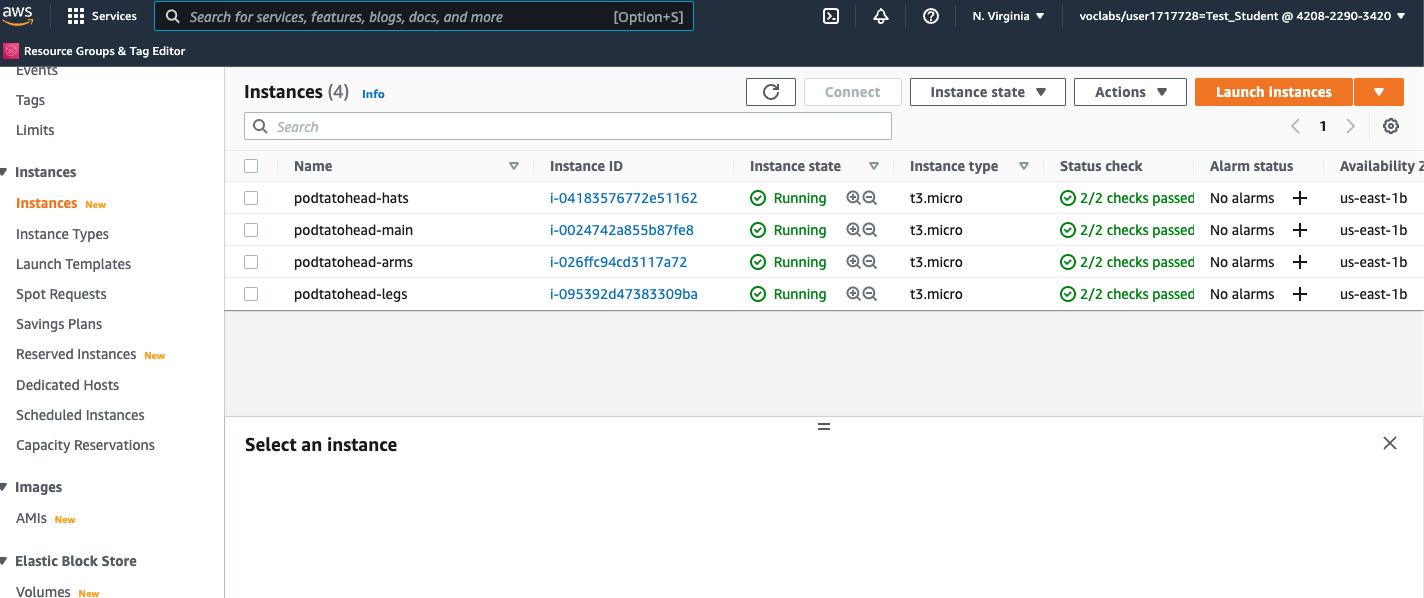 aws
Services
Search for services, features, blogs, docs, and more [Option+S]
N. Virginia
voclabs/user1717728=Test_Student @ 4208-2290-3420
Resource Groups & Tag Editor
Events
Tags
Limits
Instances
Instances New
Instance Types
Launch Templates
Spot Requests
Savings Plans
Reserved Instances New
Dedicated Hosts
Scheduled Instances
Capacity Reservations
Images
AMIs New
Elastic Block Store
Volumes New
Instances (4) Info
Connect
Instance state
Actions
Launch instances
Search
1
Name Instance ID Instance state Instance type Status check Alarm status Availability Z
podtatohead-hats i-04183576772e51162 Running t3.micro 2/2 checks passed No alarms us-east-1b
podtatohead-main i-0024742a855b87fe8 Running t3.micro 2/2 checks passed No alarms us-east-1b
podtatohead-arms i-026ffc94cd3117a72 Running t3.micro 2/2 checks passed No alarms us-east-1b
podtatohead-legs i-095392d47383309ba Running t3.micro 2/2 checks passed No alarms us-east-1b
Select an instance